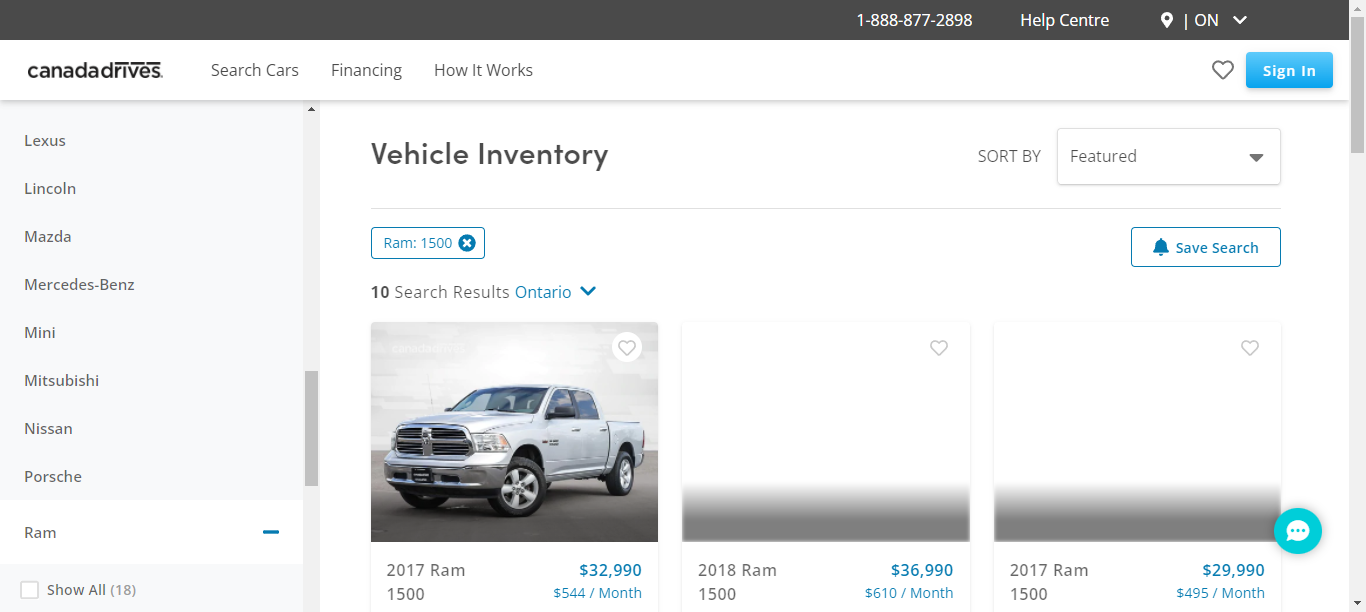 1-888-877-2898 Help Centre | ON
canadadrives Search Cars Financing How It Works Sign In
Lexus
Lincoln
Mazda
Mercedes-Benz
Mini
Mitsubishi
Nissan
Porsche
Ram
Show All (18)
Vehicle Inventory SORT BY Featured
Ram: 1500 Save Search
10 Search Results Ontario
canadadrives
2017 Ram $32,990
1500 $544 / Month
2018 Ram $36,990
1500 $610 / Month
2017 Ram $29,990
1500 $495 / Month